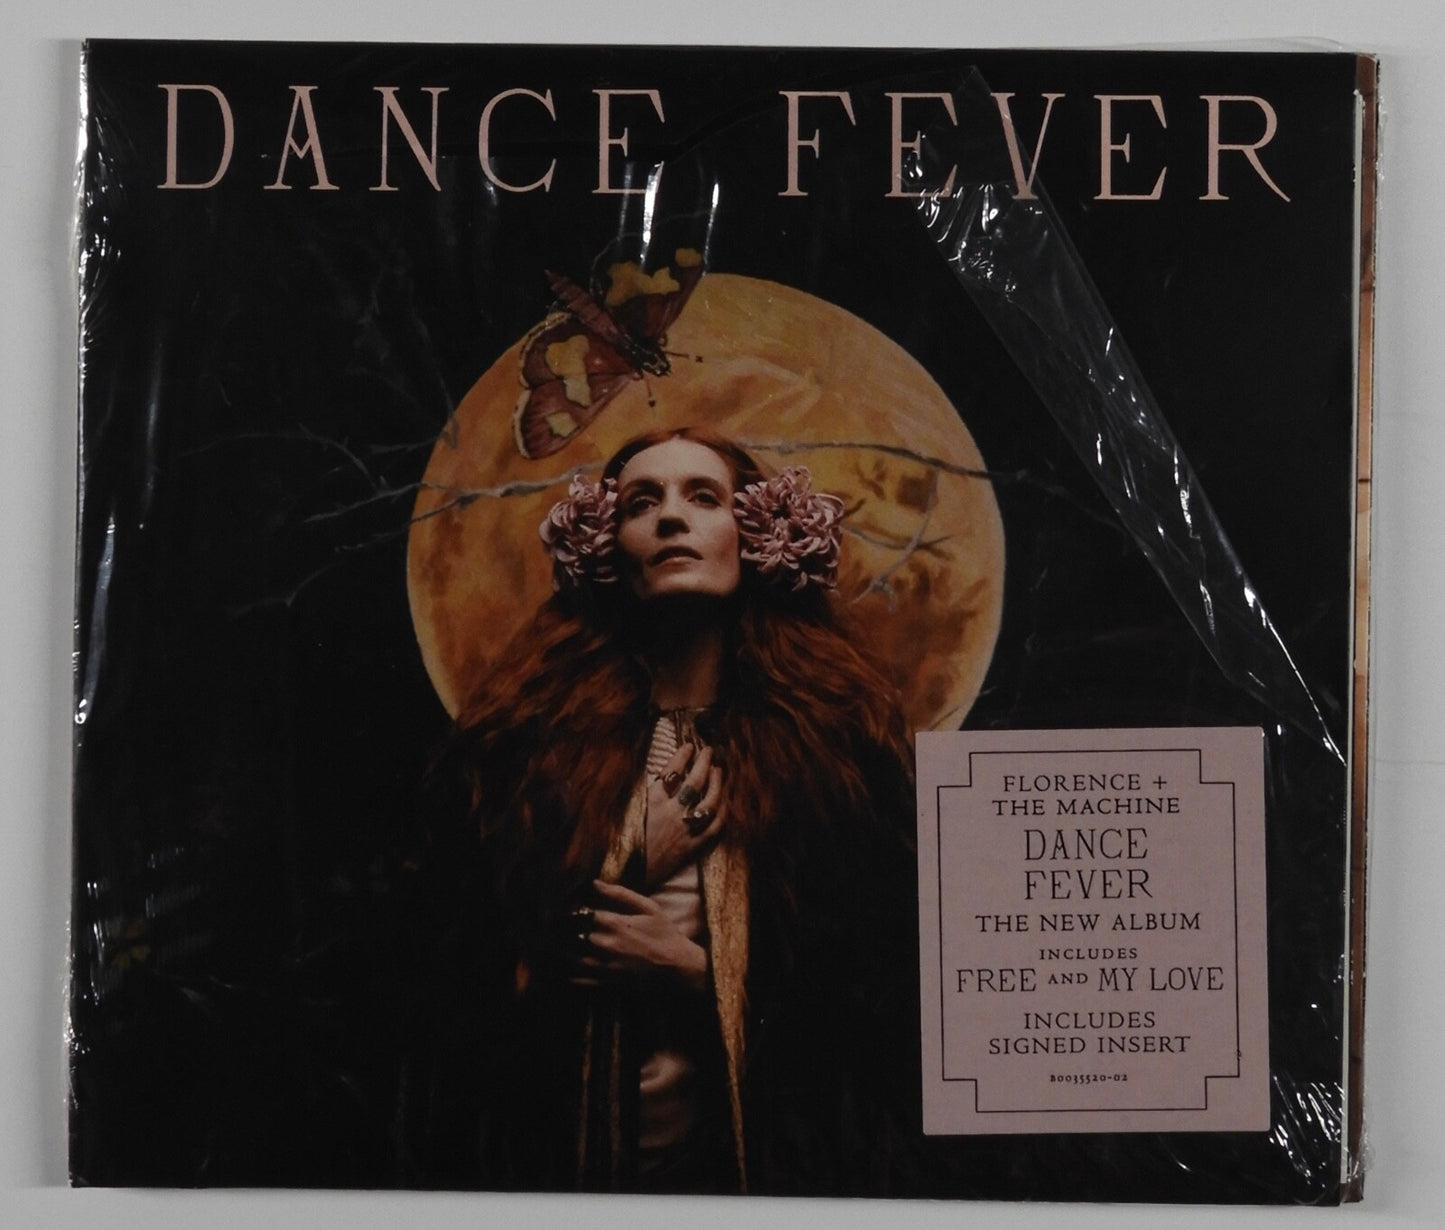 DANCE FEVER
FLORENCE +
THE MACHINE
DANCE
FEVER
THE NEW ALBUM
INCLUDES
FREE AND MY LOVE
INCLUDES
SIGNED INSERT
B0035520-02